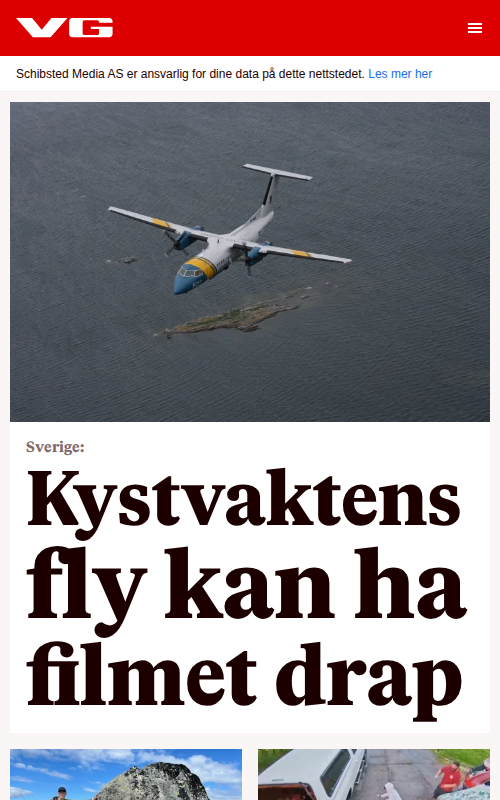 VG
Schibsted Media AS er ansvarlig for dine data på dette nettstedet. Les mer her
Sverige:
Kystvaktens
fly kan ha
filmet drap